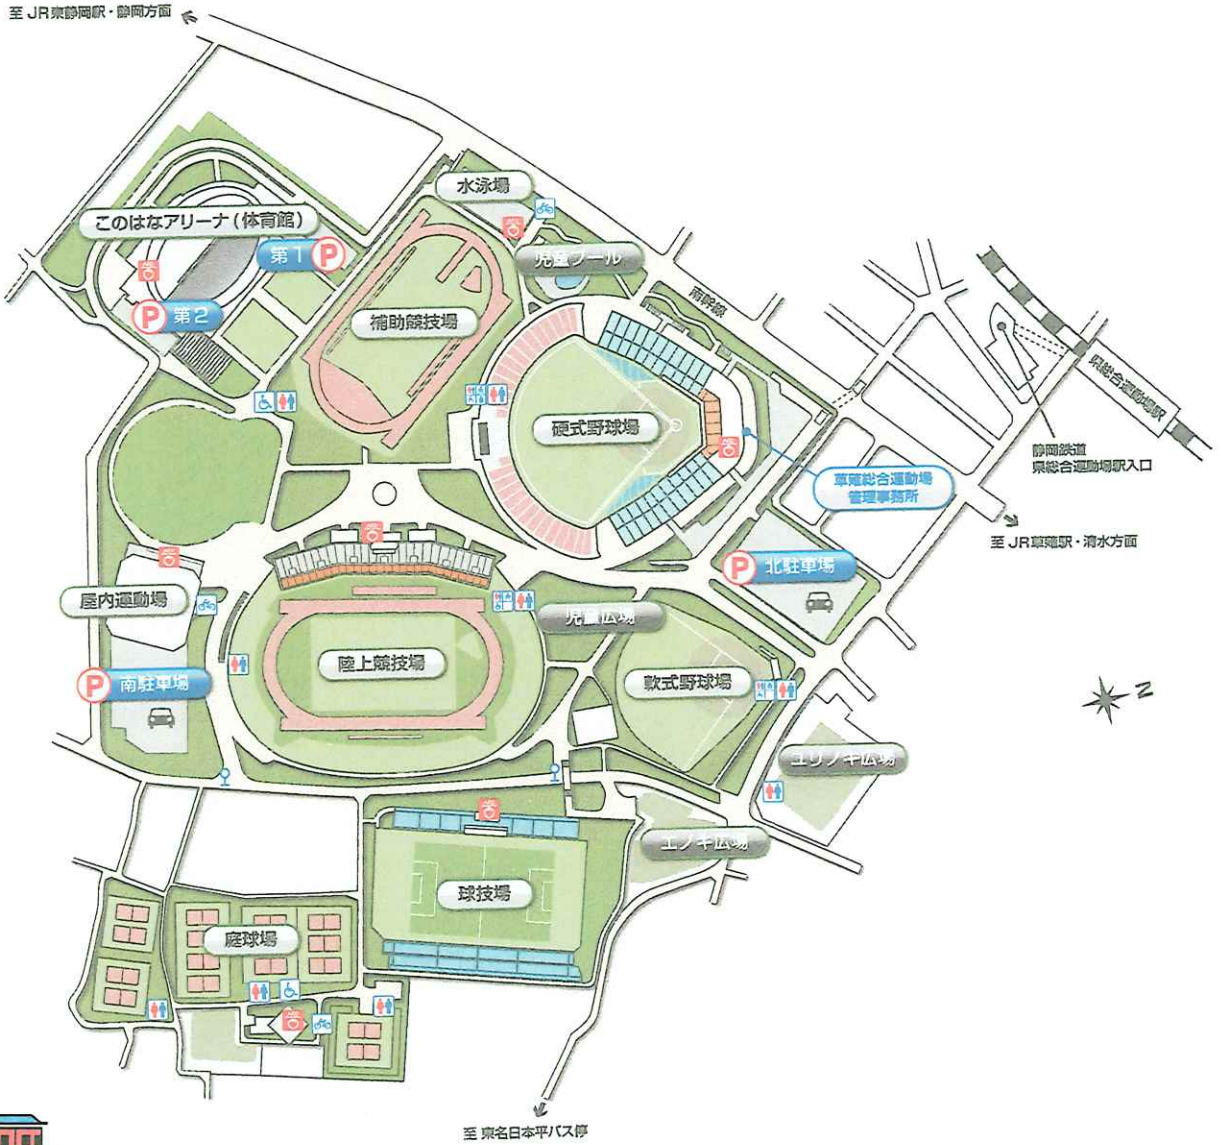 至 JR東静岡駅・静岡方面
水泳場
このはなアリーナ(体育館)
第1 P
児童プール
P 第2
南幹線
補助競技場
県総合運動場駅
硬式野球場
静岡鉄道
県総合運動場駅入口
草薙総合運動場
管理事務所
至 JR草薙駅・清水方面
P 北駐車場
屋内運動場
児童広場
陸上競技場
軟式野球場
P 南駐車場
N
ユリノキ広場
エノキ広場
球技場
庭球場
至 東名日本平バス停